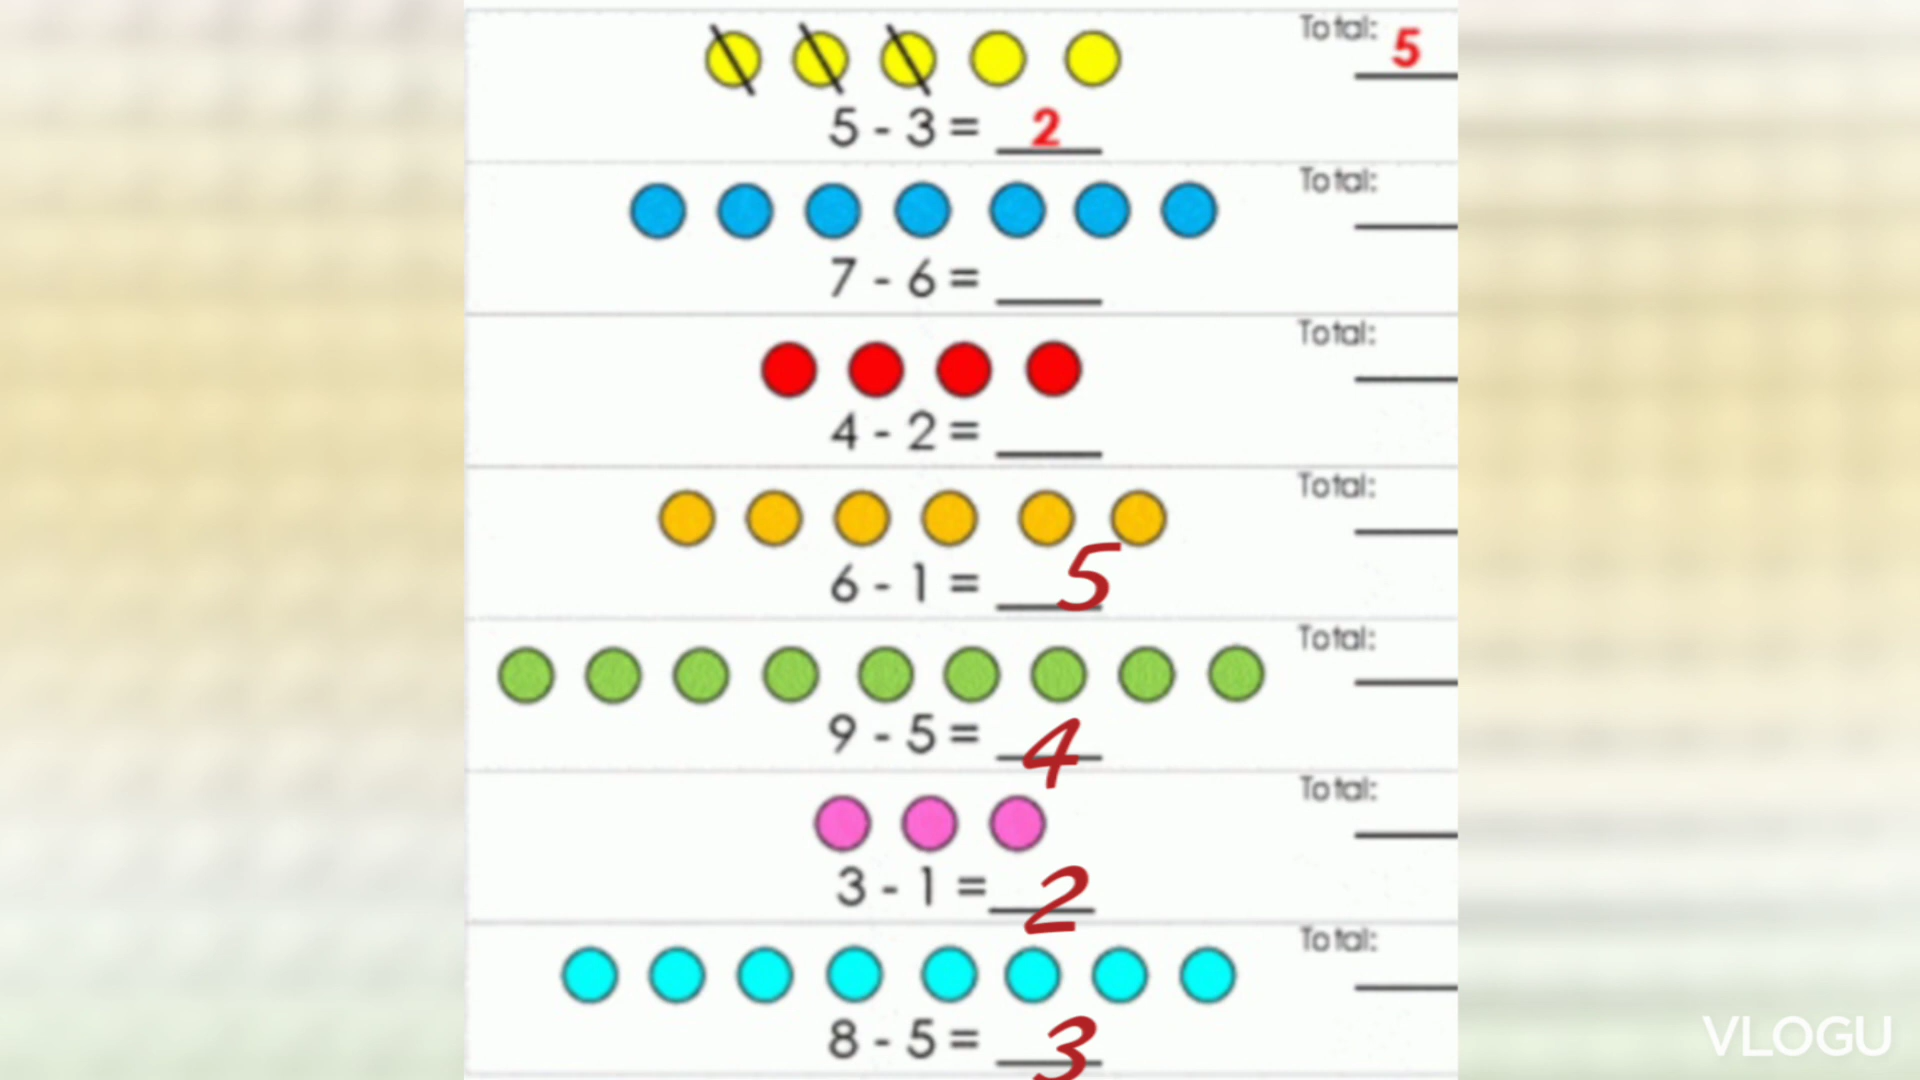 Total: 5
5 - 3 = 2
Total:
7 - 6 =
Total:
4 - 2 =
Total:
6 - 1 = 5
Total:
9 - 5 = 4
Total:
3 - 1 = 2
Total:
8 - 5 = 3
VLOGU